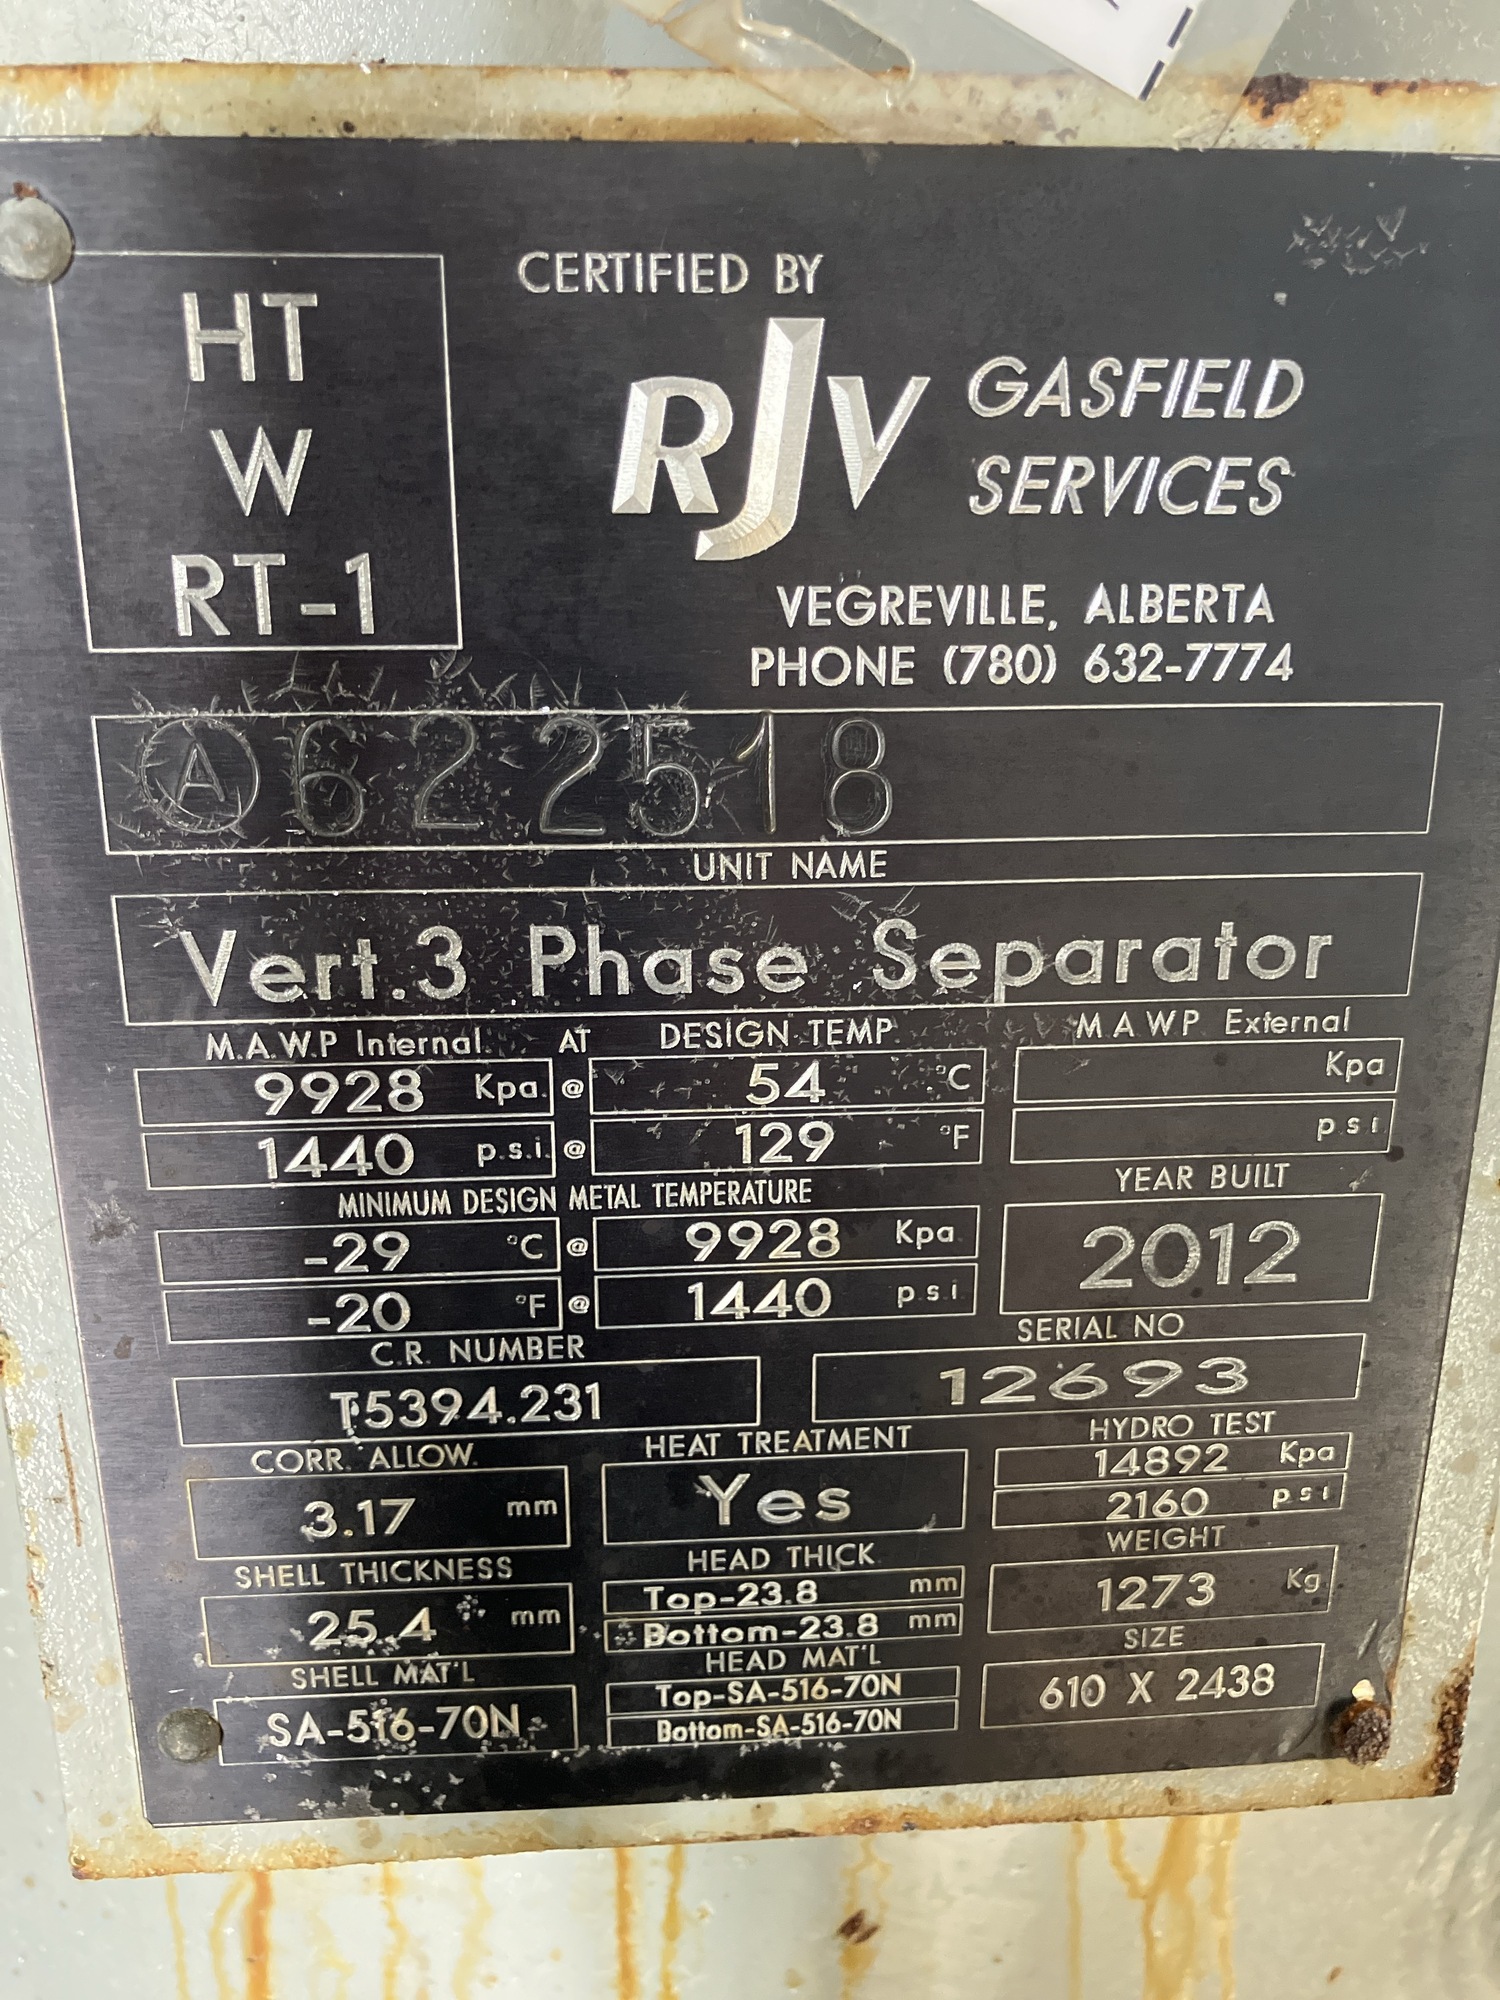 HT
W
RT-1
CERTIFIED BY
RJV GASFIELD SERVICES
VEGREVILLE, ALBERTA
PHONE (780) 632-7774
Ⓐ622518
UNIT NAME
Vert.3 Phase Separator
M.A.W.P Internal. AT DESIGN TEMP. M A W P External
9928 Kpa. @ 54 °C Kpa
1440 p.s.i. @ 129 °F p s i
MINIMUM DESIGN METAL TEMPERATURE
-29 °C @ 9928 Kpa
-20 °F @ 1440 p s i
YEAR BUILT
2012
C.R. NUMBER
T5394.231
SERIAL NO
12693
CORR. ALLOW.
3.17 mm
HEAT TREATMENT
Yes
HYDRO TEST
14892 Kpa
2160 p s i
SHELL THICKNESS
25.4 mm
HEAD THICK
Top-23.8 mm
Bottom-23.8 mm
WEIGHT
1273 Kg
SHELL MAT'L
SA-516-70N
HEAD MAT'L
Top-SA-516-70N
Bottom-SA-516-70N
SIZE
610 X 2438